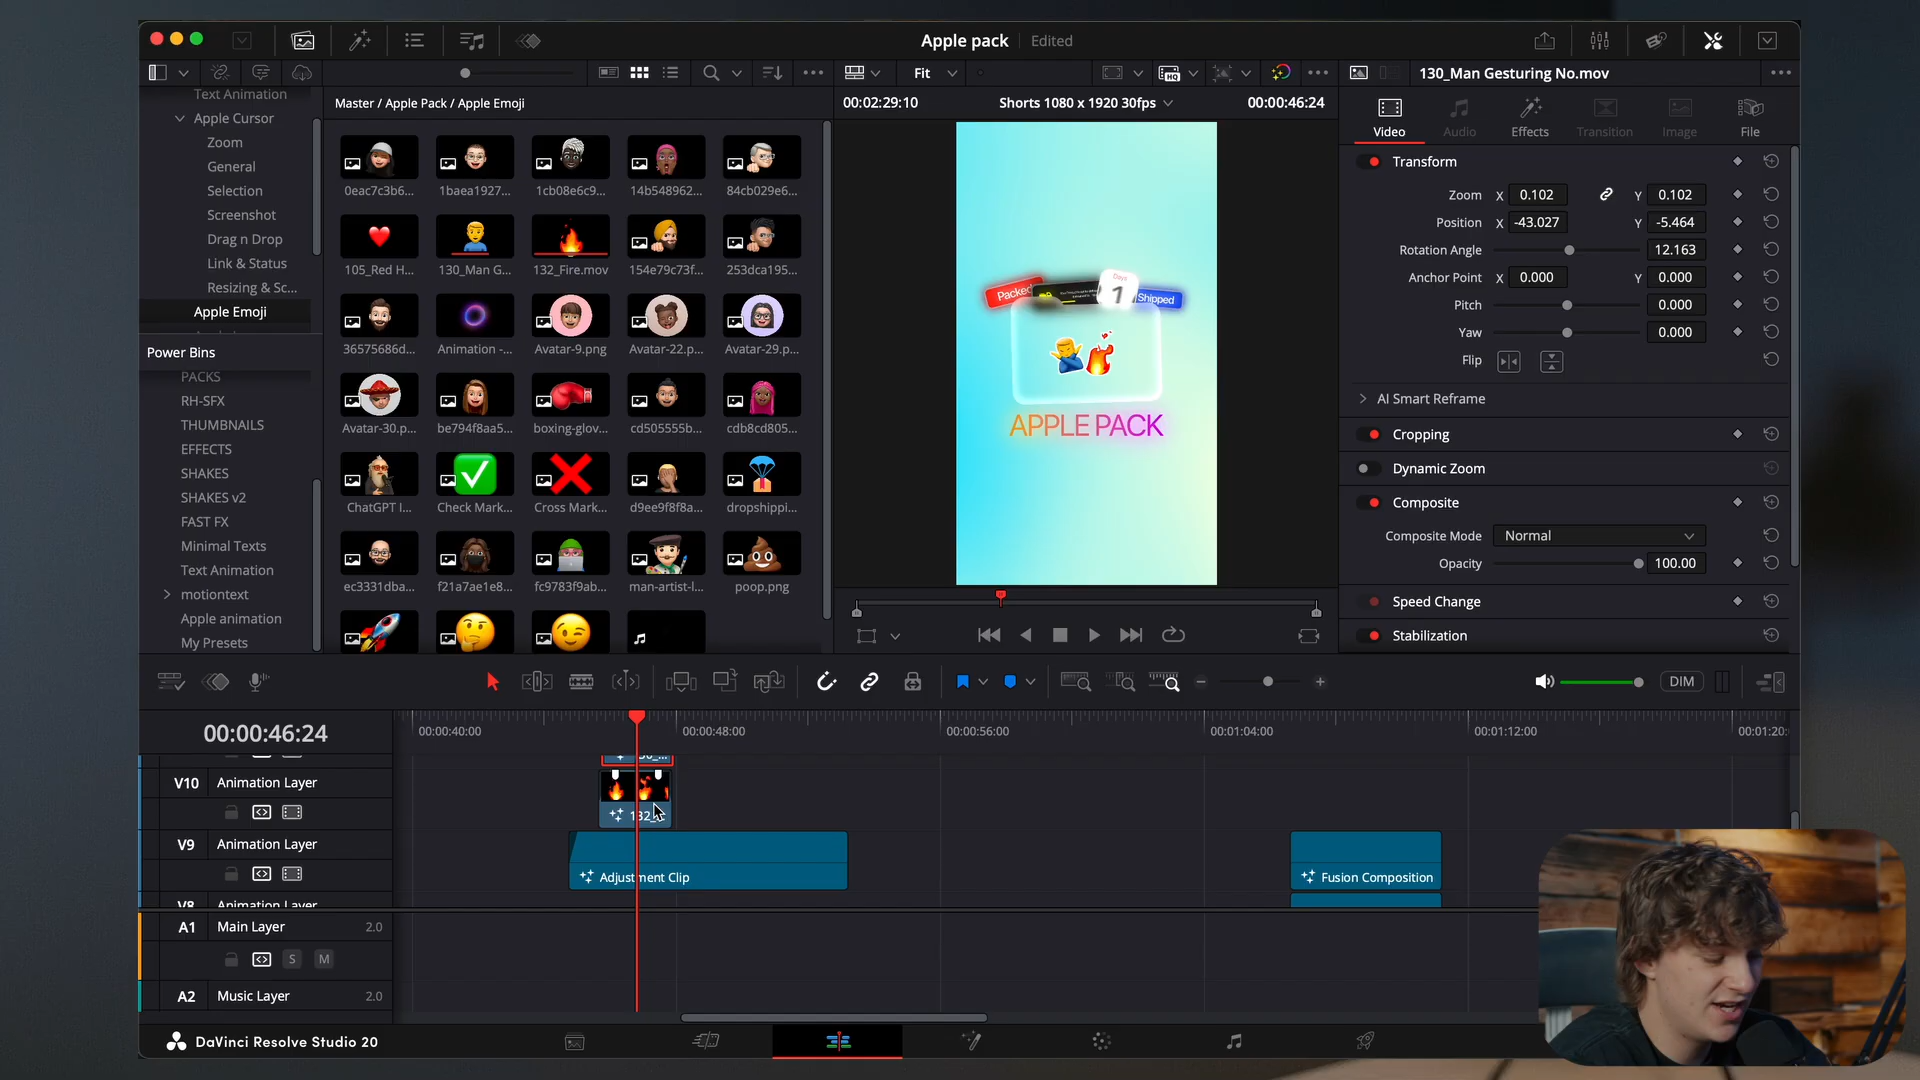 Apple pack Edited
Master / Apple Pack / Apple Emoji
Fit
00:02:29:10
Shorts 1080 x 1920 30fps
00:00:46:24
130_Man Gesturing No.mov
Text Animation
Apple Cursor
Zoom
General
Selection
Screenshot
Drag n Drop
Link & Status
Resizing & Sc...
Apple Emoji
Power Bins
PACKS
RH-SFX
THUMBNAILS
EFFECTS
SHAKES
SHAKES v2
FAST FX
Minimal Texts
Text Animation
motiontext
Apple animation
My Presets
0eac7c3b6... 1baea1927... 1cb08e6c9... 14b548962... 84cb029e6...
105_Red H... 130_Man G... 132_Fire.mov 154e79c73f... 253dca195...
36575686d... Animation -... Avatar-9.png Avatar-22.p... Avatar-29.p...
Avatar-30.p... be794f8aa5... boxing-glov... cd505555b... cdb8cd805...
ChatGPT I... Check Mark... Cross Mark... d9ee9f8f8a... dropshippi...
ec3331dba... f21a7ae1e8... fc9783f9ab... man-artist-l... poop.png
Packed
Days
1
Shipped
APPLE PACK
Video Audio Effects Transition Image File
Transform
Zoom X 0.102 Y 0.102
Position X -43.027 Y -5.464
Rotation Angle 12.163
Anchor Point X 0.000 Y 0.000
Pitch 0.000
Yaw 0.000
Flip
AI Smart Reframe
Cropping
Dynamic Zoom
Composite
Composite Mode Normal
Opacity 100.00
Speed Change
Stabilization
DIM
00:00:46:24
00:00:40:00 00:00:48:00 00:00:56:00 00:01:04:00 00:01:12:00 00:01:20:
V10 Animation Layer
V9 Animation Layer
Adjustment Clip
Fusion Composition
V8 Animation Layer
A1 Main Layer 2.0
S M
A2 Music Layer 2.0
DaVinci Resolve Studio 20